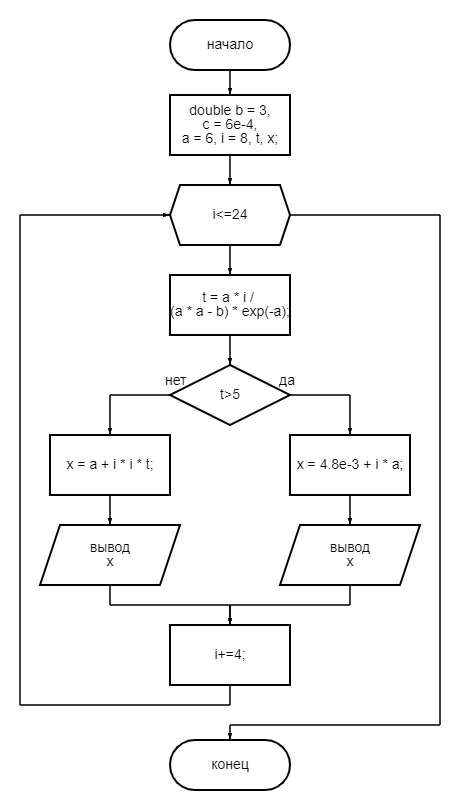 начало
double b = 3,
c = 6e-4,
a = 6, i = 8, t, x;
i<=24
t = a * i /
(a * a - b) * exp(-a);
нет
t>5
да
x = a + i * i * t;
x = 4.8e-3 + i * a;
вывод
x
вывод
x
i+=4;
конец